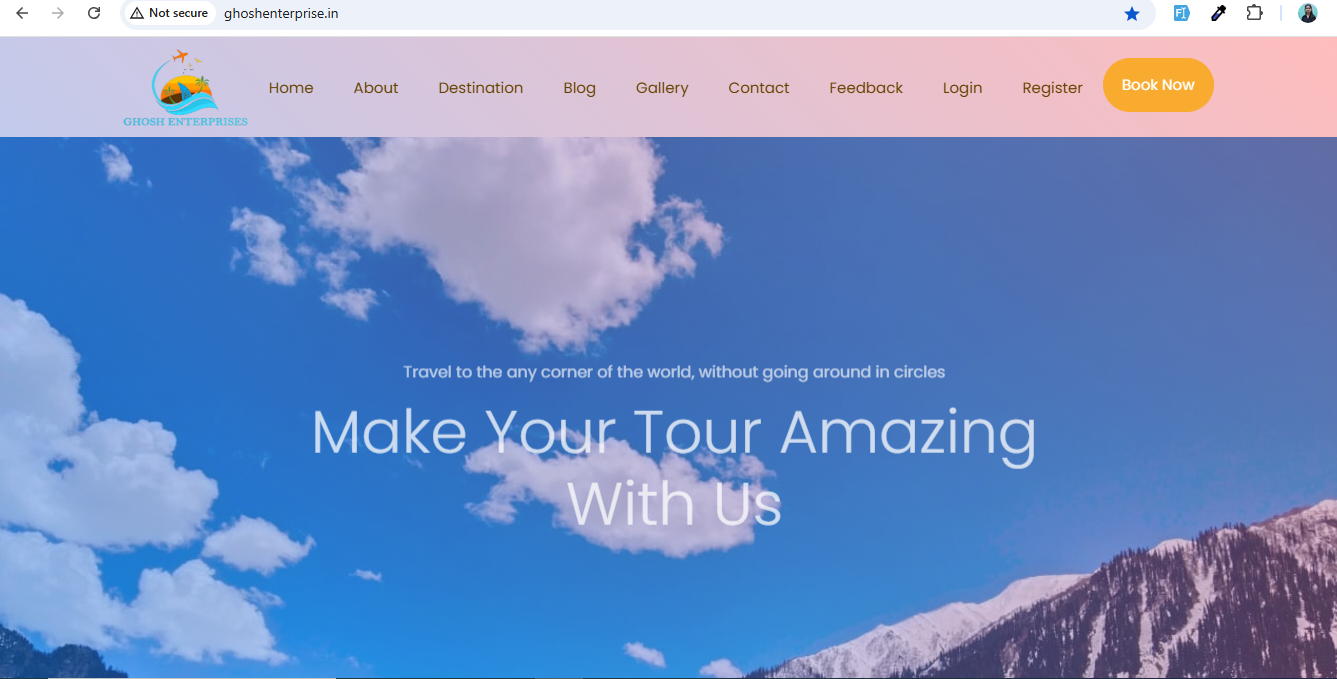 Not secure
ghoshenterprise.in
GHOSH ENTERPRISES
Home About Destination Blog Gallery Contact Feedback Login Register Book Now
Travel to the any corner of the world, without going around in circles
Make Your Tour Amazing
With Us